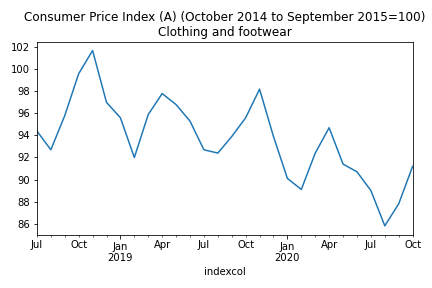 Consumer Price Index (A) (October 2014 to September 2015=100)
Clothing and footwear
102
100
98
96
94
92
90
88
86
Jul Oct Jan Apr Jul Oct Jan Apr Jul Oct
2019 2020
indexcol